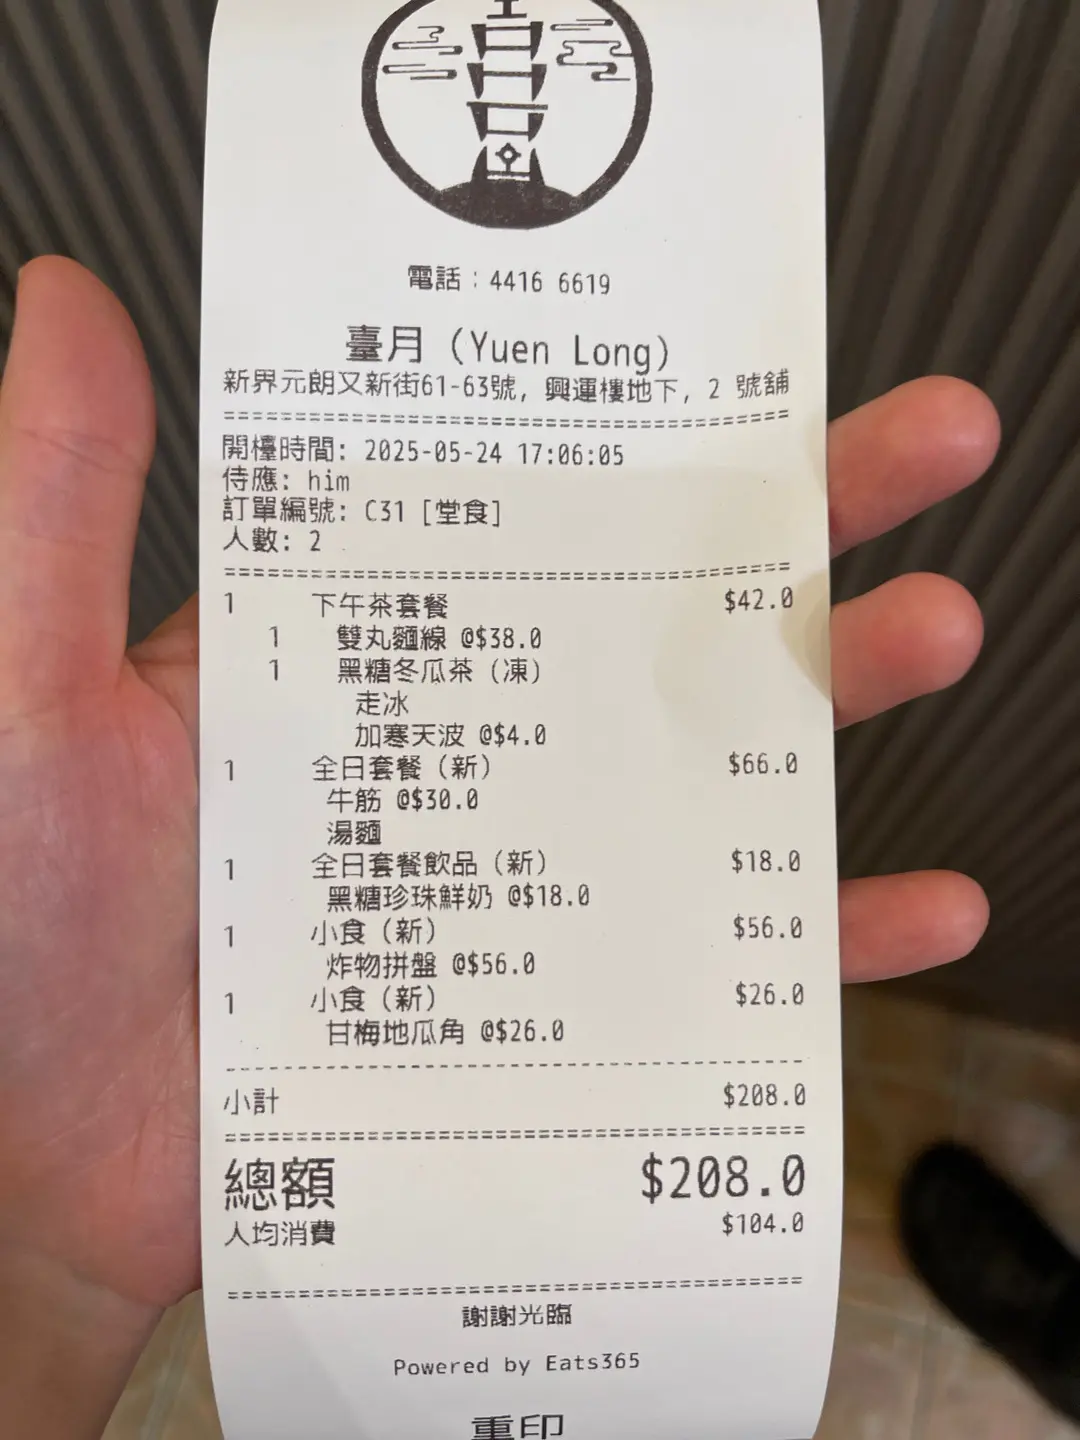 電話：4416 6619
臺月 (Yuen Long)
新界元朗又新街61-63號, 興運樓地下, 2 號舖
開檯時間: 2025-05-24 17:06:05
侍應: him
訂單編號: C31 [堂食]
人數: 2
1 下午茶套餐 $42.0
1 雙丸麵線 @$38.0
1 黑糖冬瓜茶（凍）
走冰
加寒天波 @$4.0
1 全日套餐（新） $66.0
牛筋 @$30.0
湯麵
1 全日套餐飲品（新） $18.0
黑糖珍珠鮮奶 @$18.0
1 小食（新） $56.0
炸物拼盤 @$56.0
1 小食（新） $26.0
甘梅地瓜角 @$26.0
小計 $208.0
總額 $208.0
人均消費 $104.0
謝謝光臨
Powered by Eats365
重印